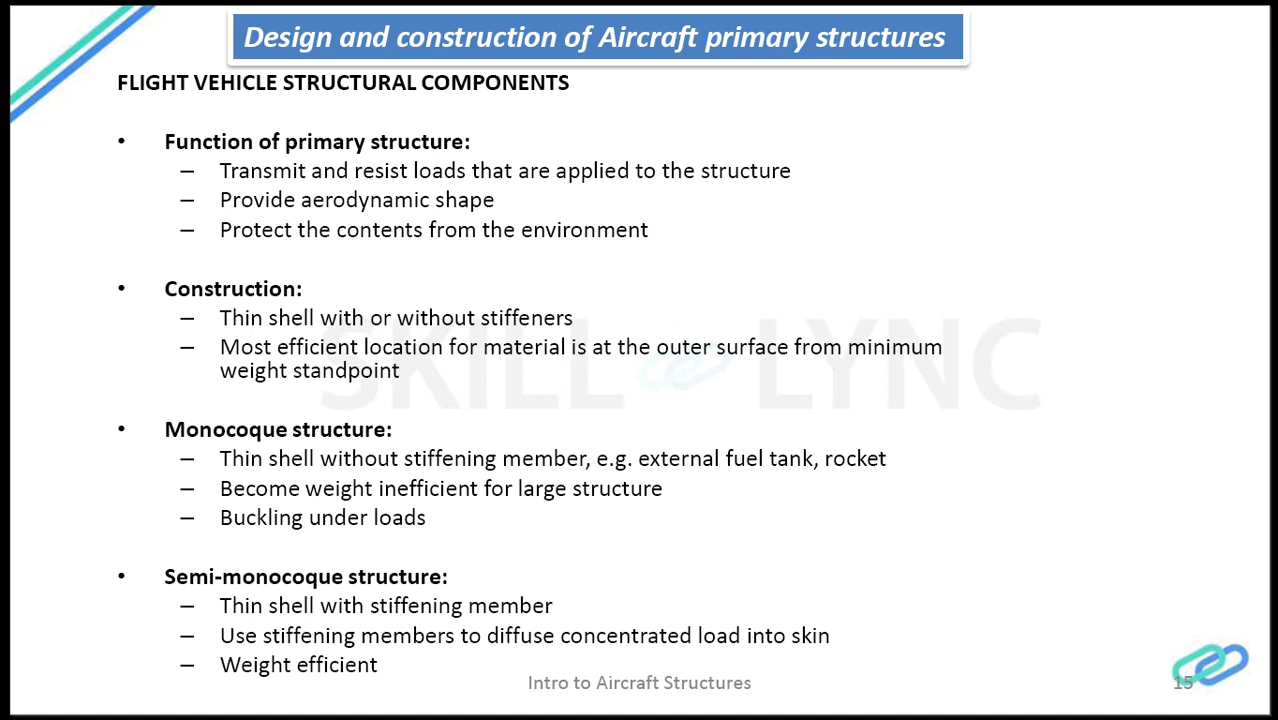 Design and construction of Aircraft primary structures
FLIGHT VEHICLE STRUCTURAL COMPONENTS
• Function of primary structure:
– Transmit and resist loads that are applied to the structure
– Provide aerodynamic shape
– Protect the contents from the environment
• Construction:
– Thin shell with or without stiffeners
– Most efficient location for material is at the outer surface from minimum
weight standpoint
SKILL LYNC
• Monocoque structure:
– Thin shell without stiffening member, e.g. external fuel tank, rocket
– Become weight inefficient for large structure
– Buckling under loads
• Semi-monocoque structure:
– Thin shell with stiffening member
– Use stiffening members to diffuse concentrated load into skin
– Weight efficient
Intro to Aircraft Structures
15